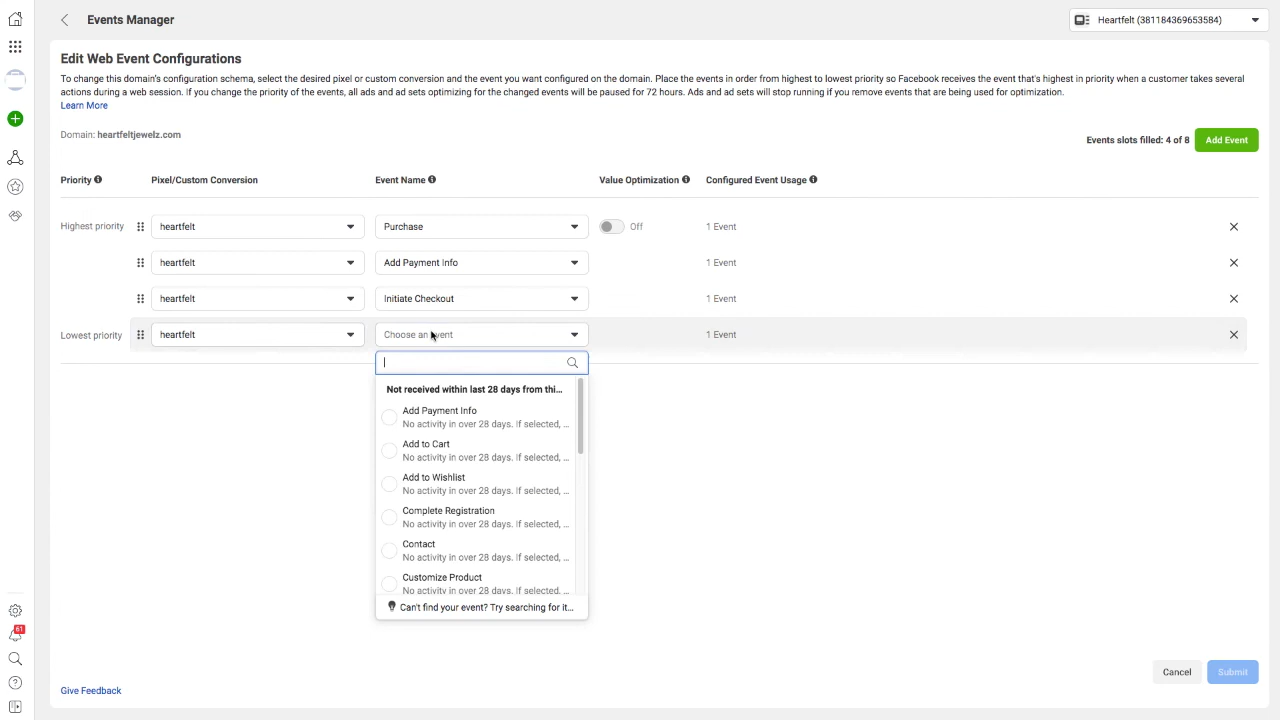 Events Manager
Heartfelt (381184369653584)
Edit Web Event Configurations
To change this domain's configuration schema, select the desired pixel or custom conversion and the event you want configured on the domain. Place the events in order from highest to lowest priority so Facebook receives the event that's highest in priority when a customer takes several
actions during a web session. If you change the priority of the events, all ads and ad sets optimizing for the changed events will be paused for 72 hours. Ads and ad sets will stop running if you remove events that are being used for optimization.
Learn More
Domain: heartfeltjewelz.com
Events slots filled: 4 of 8
Add Event
Priority Pixel/Custom Conversion Event Name Value Optimization Configured Event Usage
Highest priority heartfelt Purchase Off 1 Event
heartfelt Add Payment Info 1 Event
heartfelt Initiate Checkout 1 Event
Lowest priority heartfelt Choose an event 1 Event
Not received within last 28 days from thi...
Add Payment Info
No activity in over 28 days. If selected, ...
Add to Cart
No activity in over 28 days. If selected, ...
Add to Wishlist
No activity in over 28 days. If selected, ...
Complete Registration
No activity in over 28 days. If selected, ...
Contact
No activity in over 28 days. If selected, ...
Customize Product
No activity in over 28 days. If selected, ...
Can't find your event? Try searching for it...
61
Cancel
Submit
Give Feedback